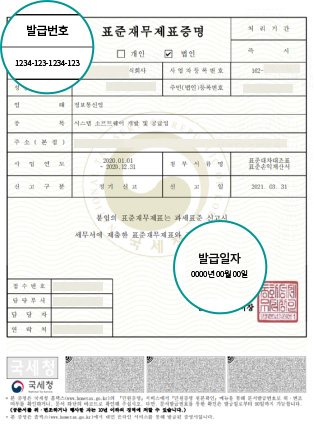 발급번호
1234-123-1234-123
표준재무제표증명
처 리 기 간
즉 시
개인 법인
식회사
사 업 자 등 록 번 호
162-
주민(법인)등록번호
업 태
정보통신업
종 목
시스템 소프트웨어 개발 및 공급업
주 소 ( 본 점 )
사 업 연 도
2020.01.01
~ 2020.12.31
첨 부 서 류 명
표준대차대조표
표준손익계산서
신 고 구 분
정 기 신 고
신 고 일
2021. 03. 31
붙임의 표준재무제표는 과세표준 신고시
세무서에 제출한 표준재무제표와
국세청
발급일자
0000년 00월 00일
접 수 번 호
담 당 부 서
담 당 자
연 락 처
장
국세청
국세청